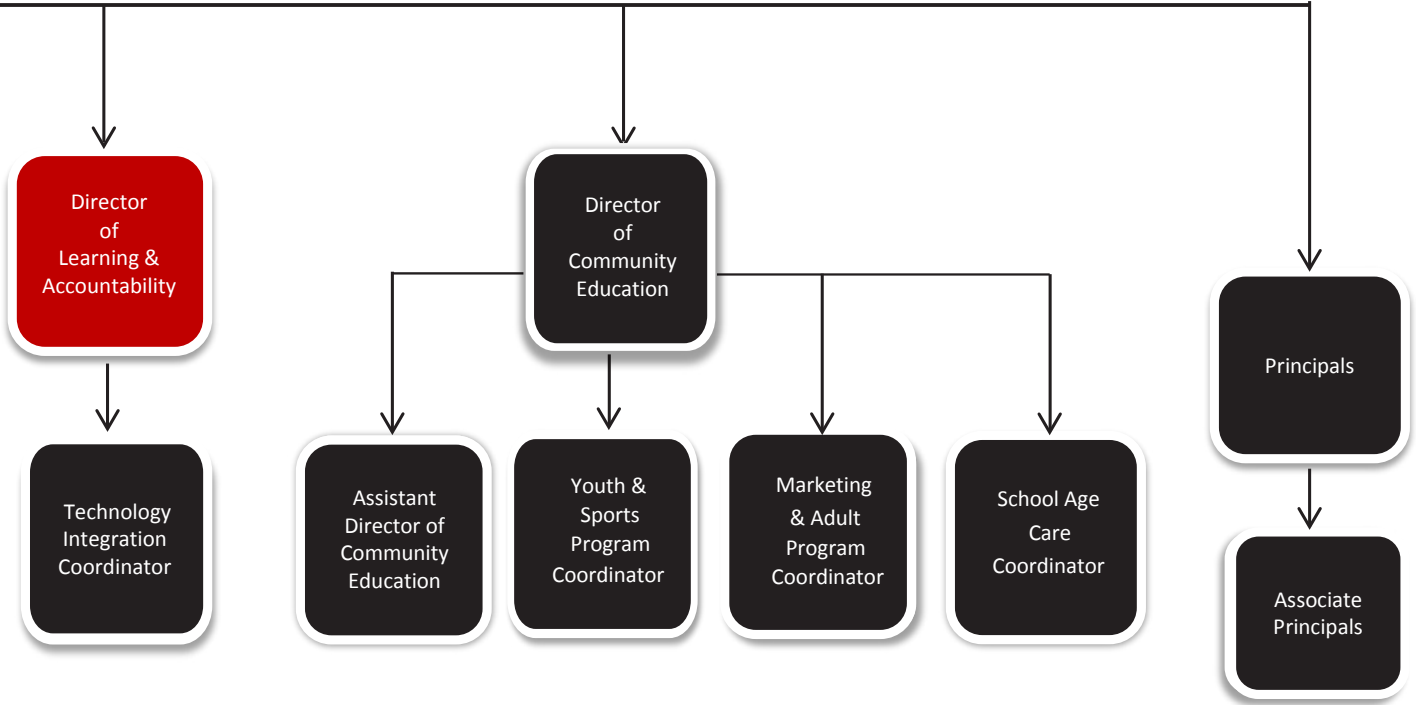 Director
of
Learning &
Accountability
Director
of
Community
Education
Principals
Technology
Integration
Coordinator
Assistant
Director of
Community
Education
Youth &
Sports
Program
Coordinator
Marketing
& Adult
Program
Coordinator
School Age
Care
Coordinator
Associate
Principals